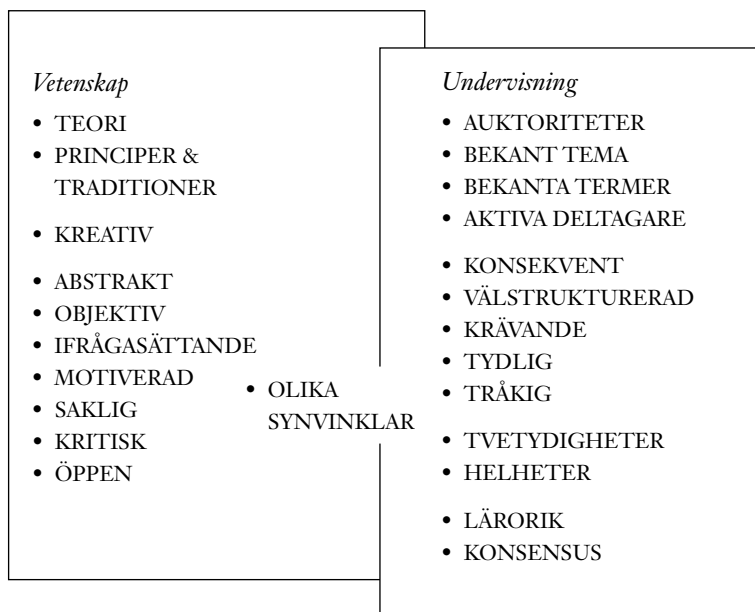 Vetenskap
• TEORI
• PRINCIPER &
TRADITIONER
• KREATIV
• ABSTRAKT
• OBJEKTIV
• IFRÅGASÄTTANDE
• MOTIVERAD
• SAKLIG
• KRITISK
• ÖPPEN
• OLIKA
SYNVINKLAR
Undervisning
• AUKTORITETER
• BEKANT TEMA
• BEKANTA TERMER
• AKTIVA DELTAGARE
• KONSEKVENT
• VÄLSTRUKTURERAD
• KRÄVANDE
• TYDLIG
• TRÅKIG
• TVETYDIGHETER
• HELHETER
• LÄRORIK
• KONSENSUS